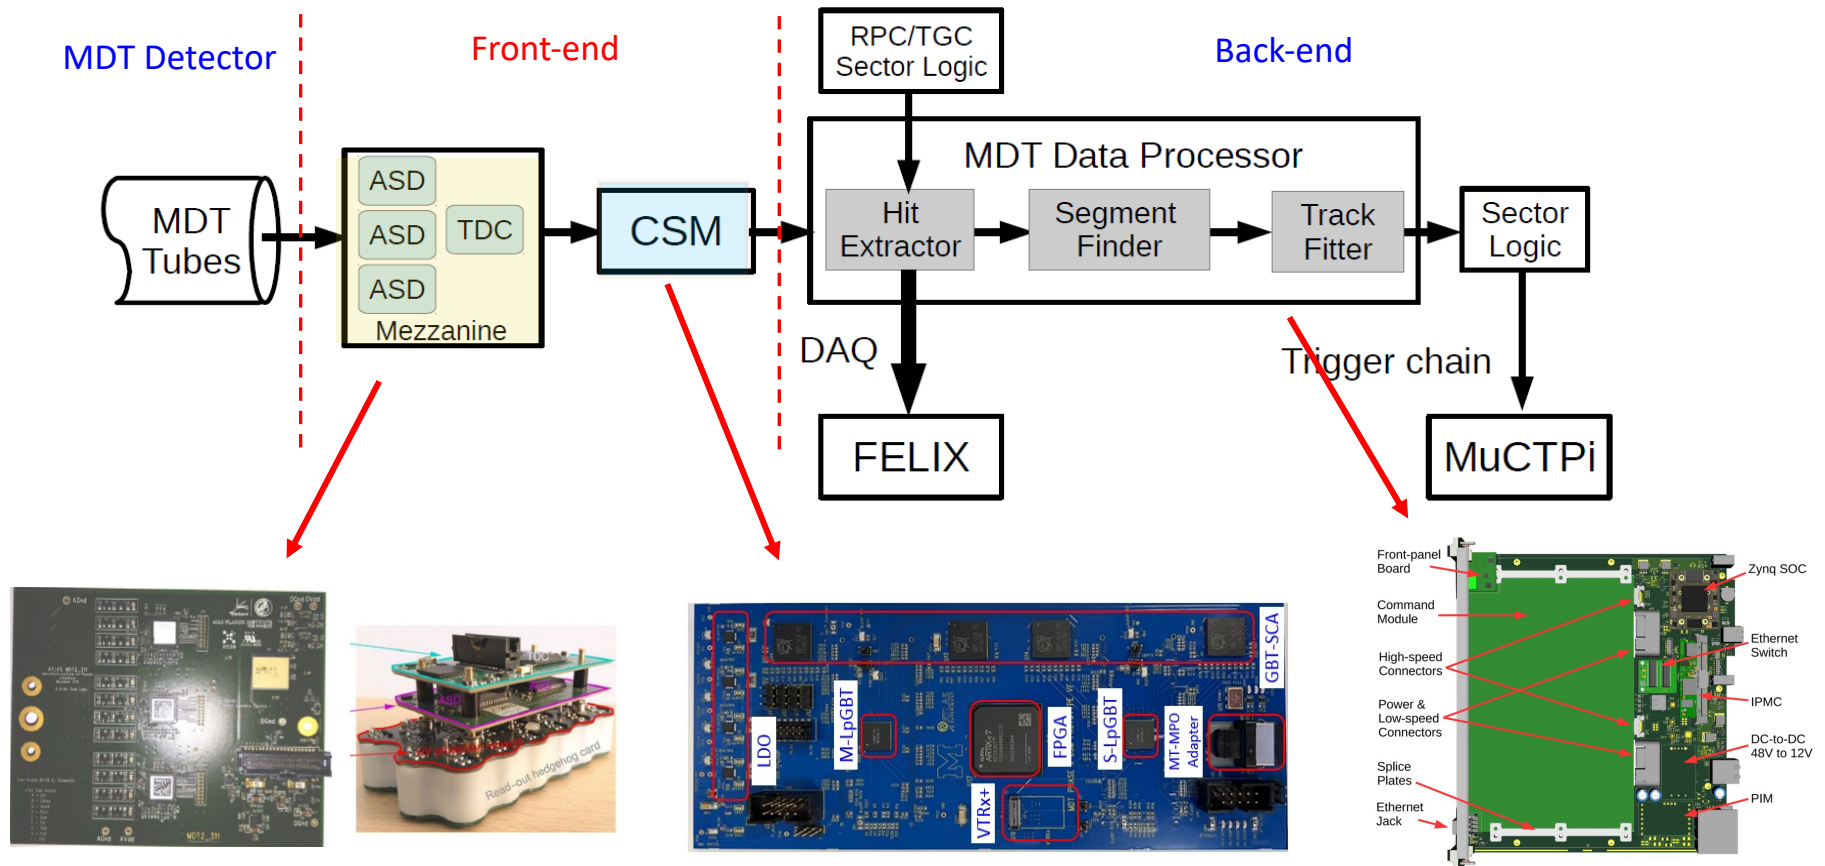 MDT Detector
Front-end
Back-end
RPC/TGC
Sector Logic
MDT Data Processor
MDT
Tubes
ASD
ASD
ASD
TDC
Mezzanine
CSM
Hit
Extractor
Segment
Finder
Track
Fitter
Sector
Logic
DAQ
Trigger chain
FELIX
MuCTPi
MDT2_311
TDC
ASD
Read-out hedgehog card
LDO
M-LpGBT
FPGA
ARTIX
VTRx+
S-LpGBT
MT-MPO
Adapter
GBT-SCA
Front-panel
Board
Command
Module
High-speed
Connectors
Power &
Low-speed
Connectors
Splice
Plates
Ethernet
Jack
Zynq SOC
Ethernet
Switch
IPMC
DC-to-DC
48V to 12V
PIM